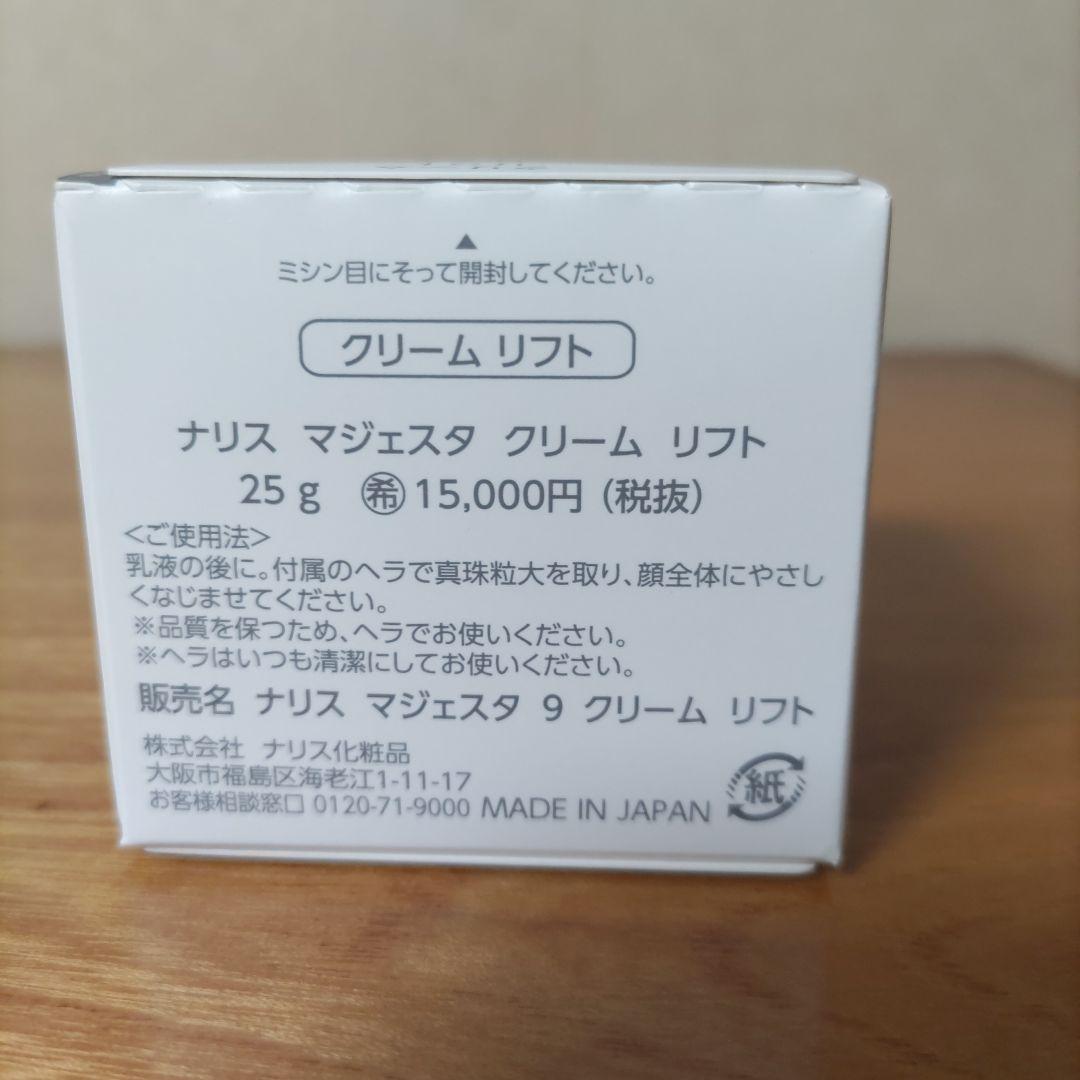 ▲
ミシン目にそって開封してください。
クリーム リフト
ナリス マジェスタ クリーム リフト
25 g ㊒希 15,000円 (税抜)
<ご使用法>
乳液の後に。付属のヘラで真珠粒大を取り、顔全体にやさし
くなじませてください。
※品質を保つため、ヘラでお使いください。
※ヘラはいつも清潔にしてお使いください。
販売名 ナリス マジェスタ 9 クリーム リフト
株式会社 ナリス化粧品
大阪市福島区海老江1-11-17
お客様相談窓口 0120-71-9000 MADE IN JAPAN
紙